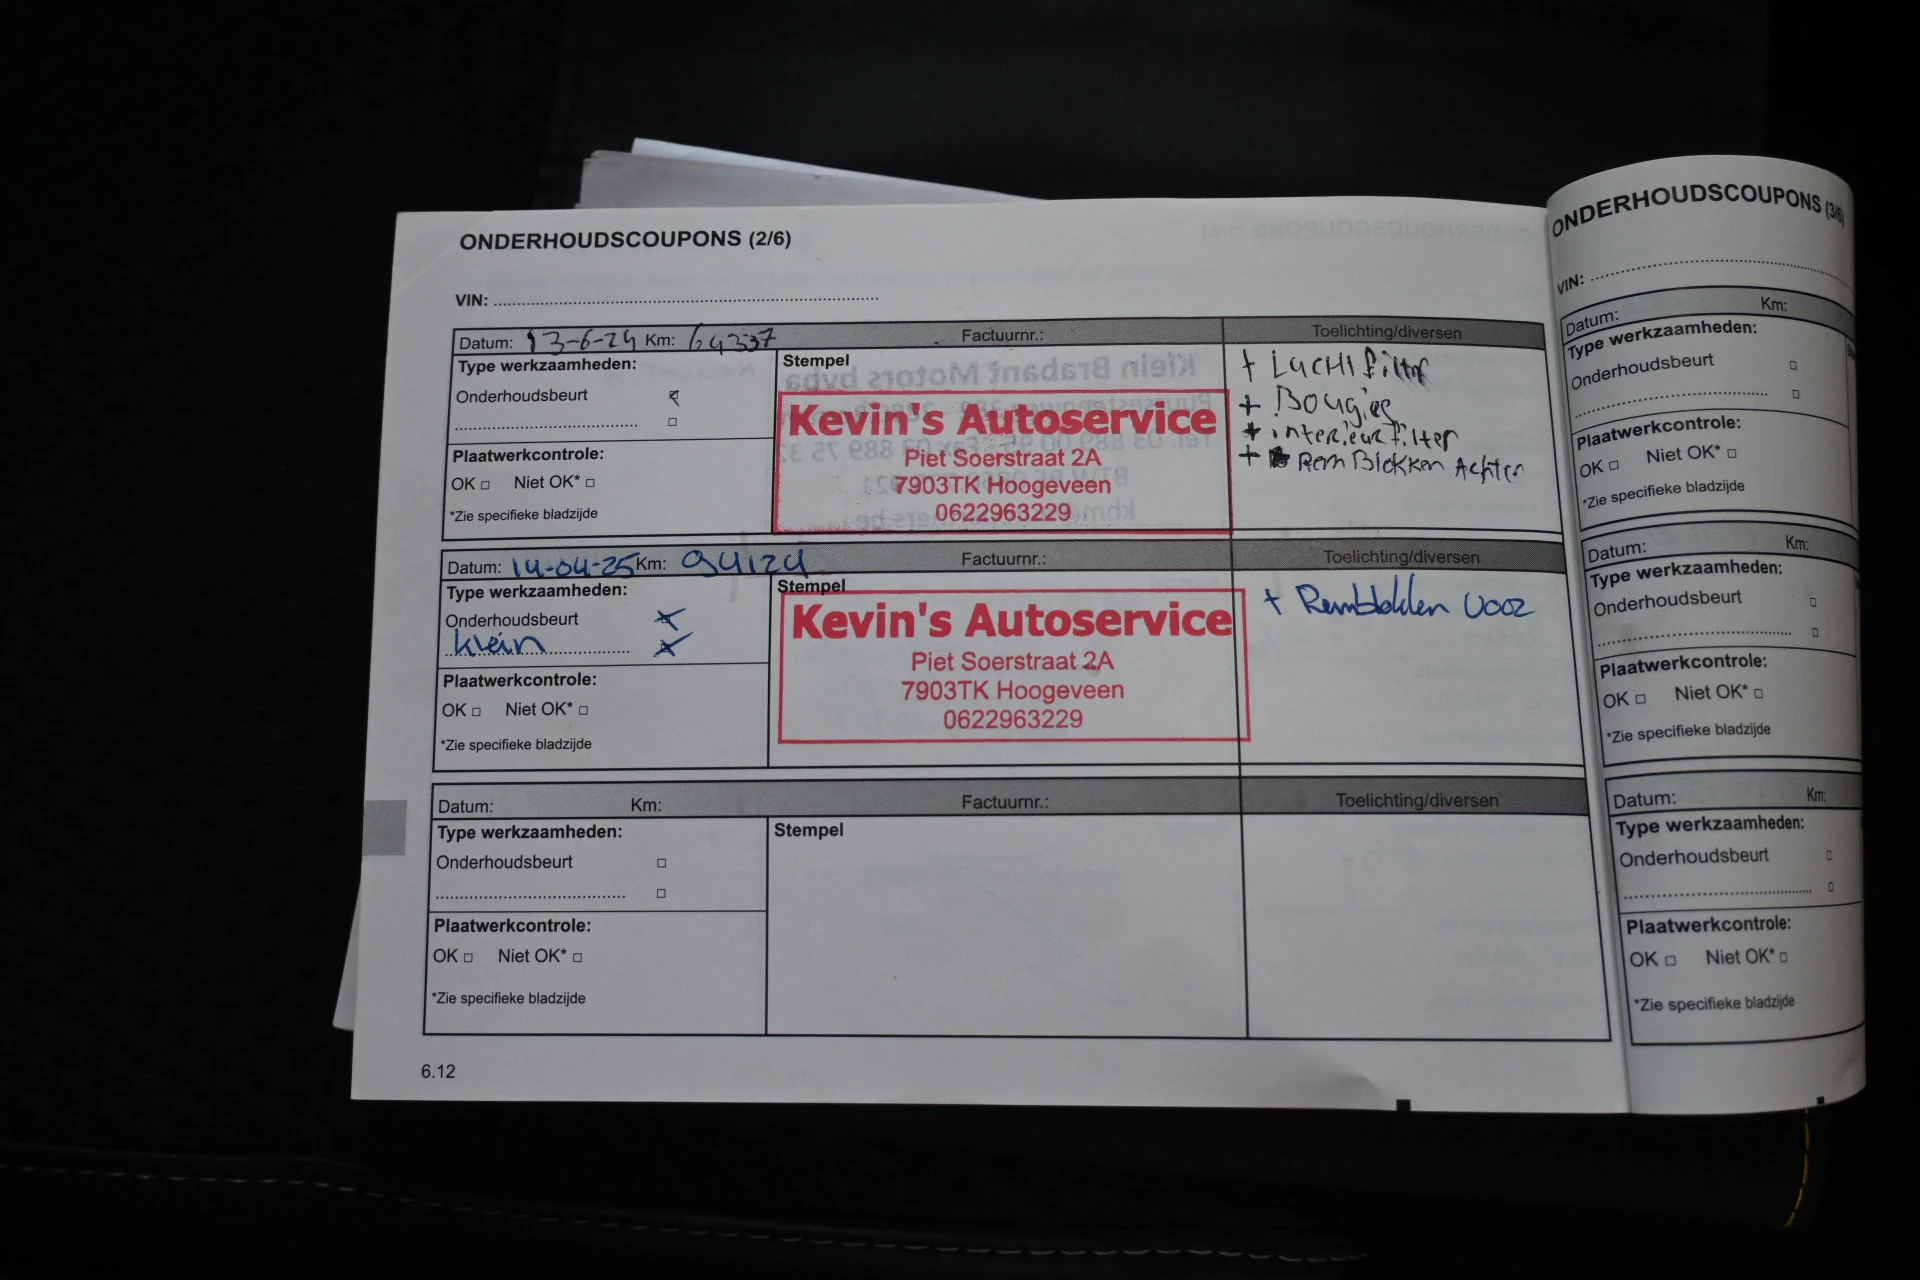 ONDERHOUDSCOUPONS (2/6)
VIN:
Datum: 13-6-24 Km: 64337 Factuurnr.: Toelichting/diversen
Type werkzaamheden:
Onderhoudsbeurt
Plaatwerkcontrole:
OK Niet OK*
*Zie specifieke bladzijde
Stempel
Klein Brabant Motors bvba
Kevin's Autoservice
Piet Soerstraat 2A
7903TK Hoogeveen
0622963229
+ Luchtfilter
+ Bougies
+ interieurfilter
+ Rem Blokken Achter
Datum: 14-04-25 Km: 94124 Factuurnr.: Toelichting/diversen
Type werkzaamheden:
Onderhoudsbeurt
Klein
Plaatwerkcontrole:
OK Niet OK*
*Zie specifieke bladzijde
Stempel
Kevin's Autoservice
Piet Soerstraat 2A
7903TK Hoogeveen
0622963229
+ Remblokken voor
Datum: Km: Factuurnr.: Toelichting/diversen
Type werkzaamheden:
Onderhoudsbeurt
Plaatwerkcontrole:
OK Niet OK*
*Zie specifieke bladzijde
Stempel
6.12
ONDERHOUDSCOUPONS (3/6)
VIN:
Datum: Km:
Type werkzaamheden:
Onderhoudsbeurt
Plaatwerkcontrole:
OK Niet OK*
*Zie specifieke bladzijde
Datum: Km:
Type werkzaamheden:
Onderhoudsbeurt
Plaatwerkcontrole:
OK Niet OK*
*Zie specifieke bladzijde
Datum: Km:
Type werkzaamheden:
Onderhoudsbeurt
Plaatwerkcontrole:
OK Niet OK*
*Zie specifieke bladzijde